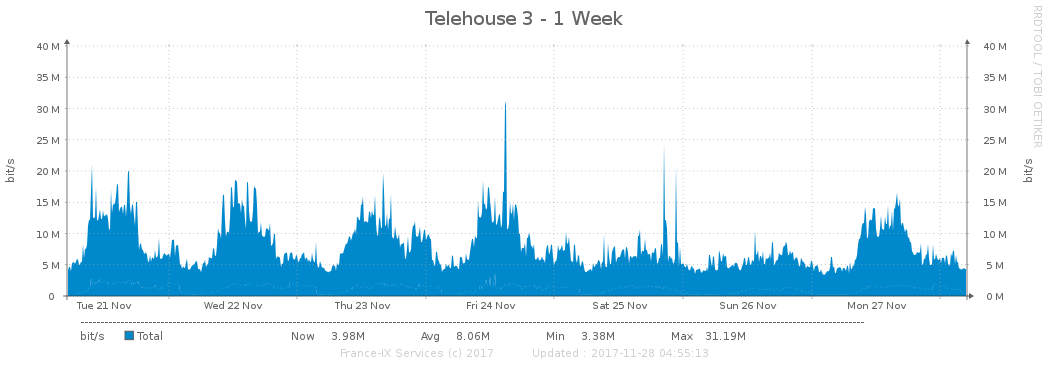 Telehouse 3 - 1 Week
RRDTOOL / TOBI OETIKER
bit/s
bit/s
40 M 40 M
35 M 35 M
30 M 30 M
25 M 25 M
20 M 20 M
15 M 15 M
10 M 10 M
5 M 5 M
0 0 M
Tue 21 Nov Wed 22 Nov Thu 23 Nov Fri 24 Nov Sat 25 Nov Sun 26 Nov Mon 27 Nov
bit/s Total Now 3.98M Avg 8.06M Min 3.38M Max 31.19M
France-IX Services (c) 2017 Updated : 2017-11-28 04:55:13